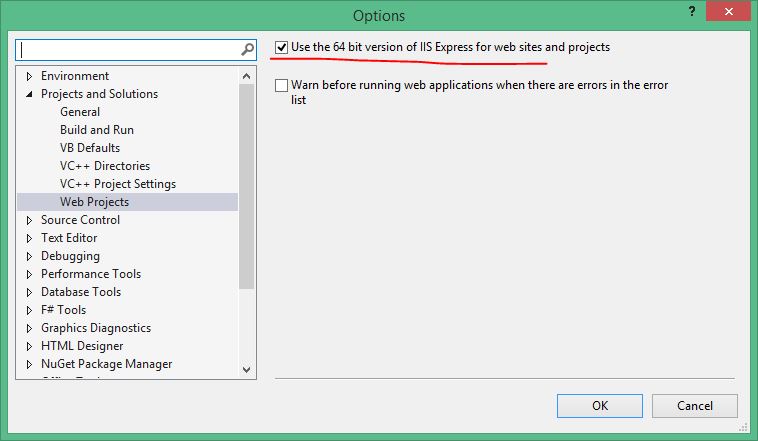 Options
?
Use the 64 bit version of IIS Express for web sites and projects
Warn before running web applications when there are errors in the error
list
Environment
Projects and Solutions
General
Build and Run
VB Defaults
VC++ Directories
VC++ Project Settings
Web Projects
Source Control
Text Editor
Debugging
Performance Tools
Database Tools
F# Tools
Graphics Diagnostics
HTML Designer
NuGet Package Manager
OK
Cancel